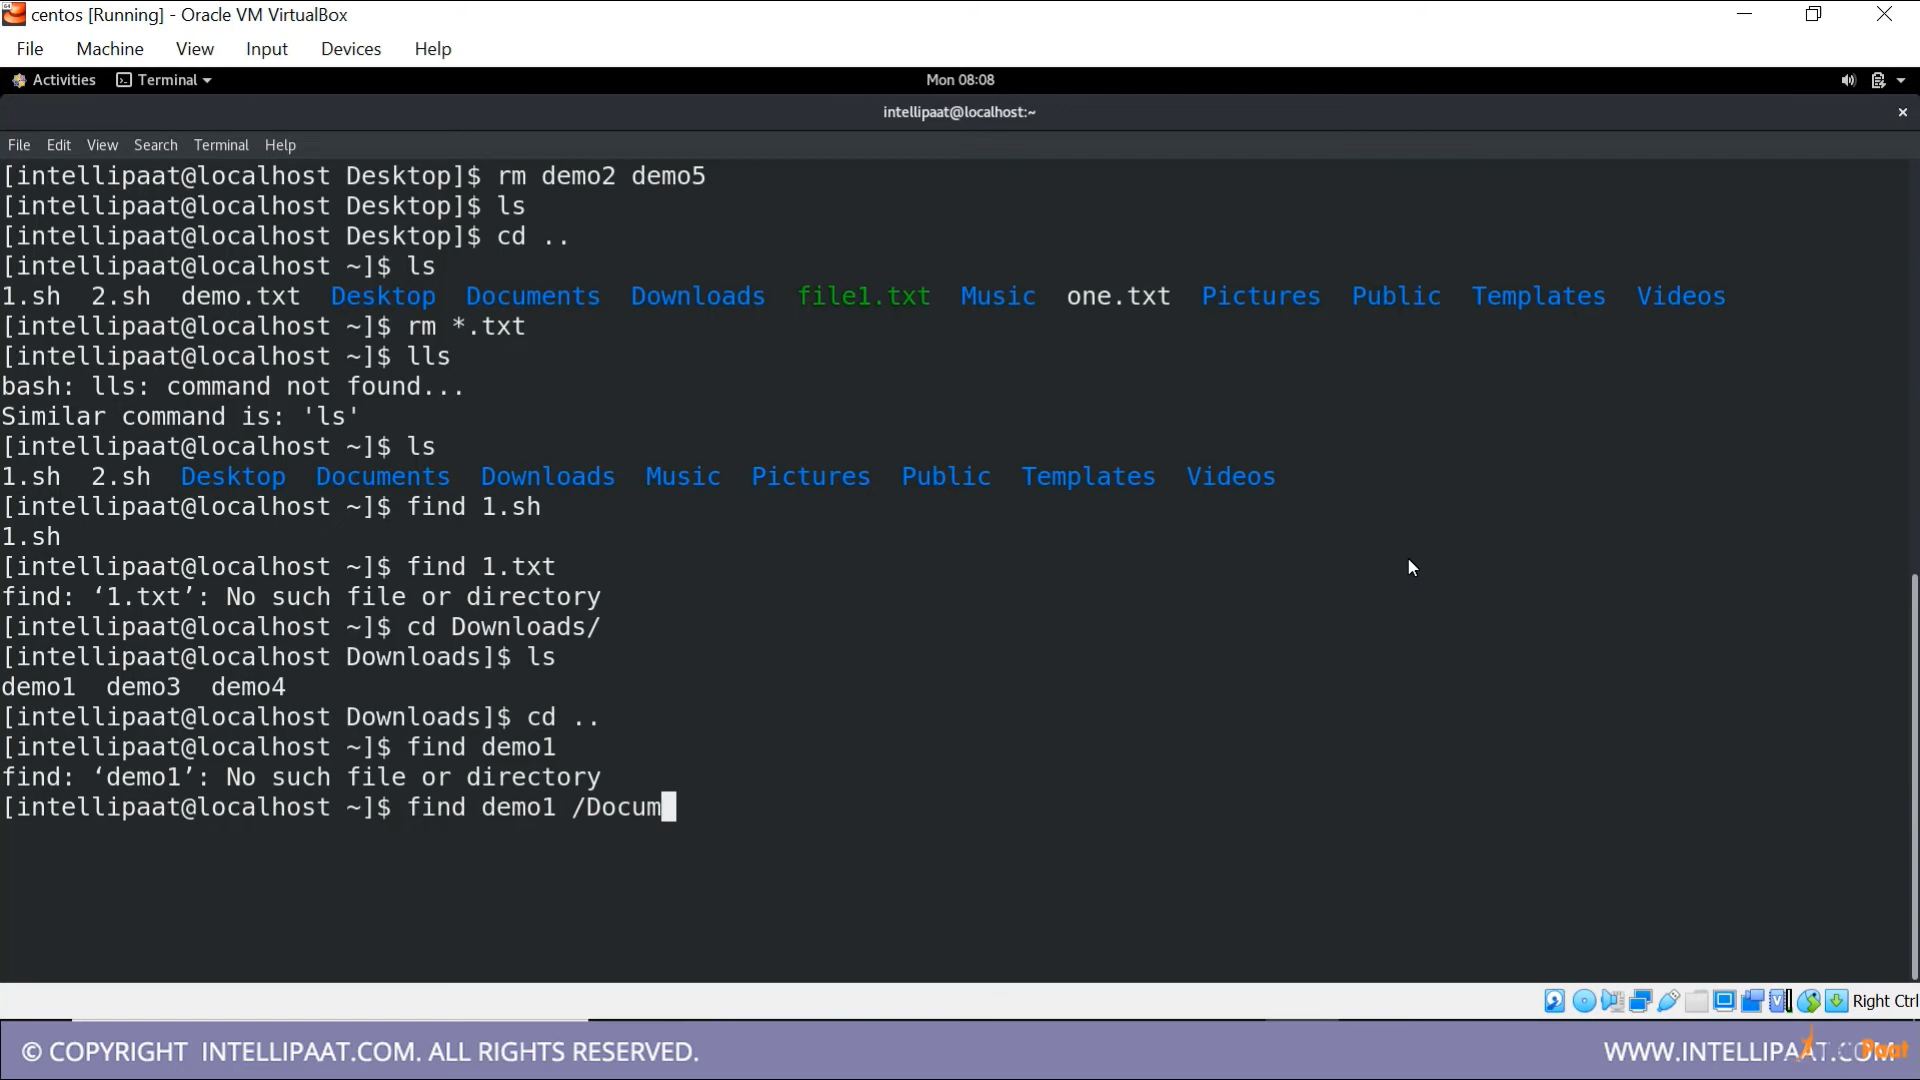 centos [Running] - Oracle VM VirtualBox
File Machine View Input Devices Help
Activities Terminal Mon 08:08
intellipaat@localhost:~
File Edit View Search Terminal Help
[intellipaat@localhost Desktop]$ rm demo2 demo5
[intellipaat@localhost Desktop]$ ls
[intellipaat@localhost Desktop]$ cd ..
[intellipaat@localhost ~]$ ls
1.sh 2.sh demo.txt Desktop Documents Downloads file1.txt Music one.txt Pictures Public Templates Videos
[intellipaat@localhost ~]$ rm *.txt
[intellipaat@localhost ~]$ lls
bash: lls: command not found...
Similar command is: 'ls'
[intellipaat@localhost ~]$ ls
1.sh 2.sh Desktop Documents Downloads Music Pictures Public Templates Videos
[intellipaat@localhost ~]$ find 1.sh
1.sh
[intellipaat@localhost ~]$ find 1.txt
find: ‘1.txt’: No such file or directory
[intellipaat@localhost ~]$ cd Downloads/
[intellipaat@localhost Downloads]$ ls
demo1 demo3 demo4
[intellipaat@localhost Downloads]$ cd ..
[intellipaat@localhost ~]$ find demo1
find: ‘demo1’: No such file or directory
[intellipaat@localhost ~]$ find demo1 /Docum
Right Ctrl
© COPYRIGHT INTELLIPAAT.COM. ALL RIGHTS RESERVED. WWW.INTELLIPAAT.COM